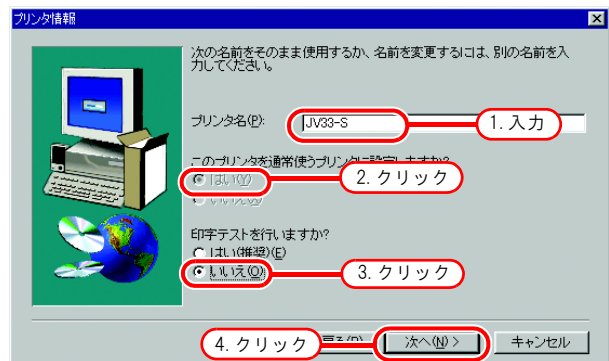 プリンタ情報
次の名前をそのまま使用するか、名前を変更するには、別の名前を入
力してください。
プリンタ名(P):
JV33-S
1. 入力
このプリンタを通常使うプリンタに設定しますか?
はい(Y)
2. クリック
いいえ(O)
印字テストを行いますか?
はい(推奨)(E)
いいえ(O)
3. クリック
4. クリック
次へ(N) >
キャンセル